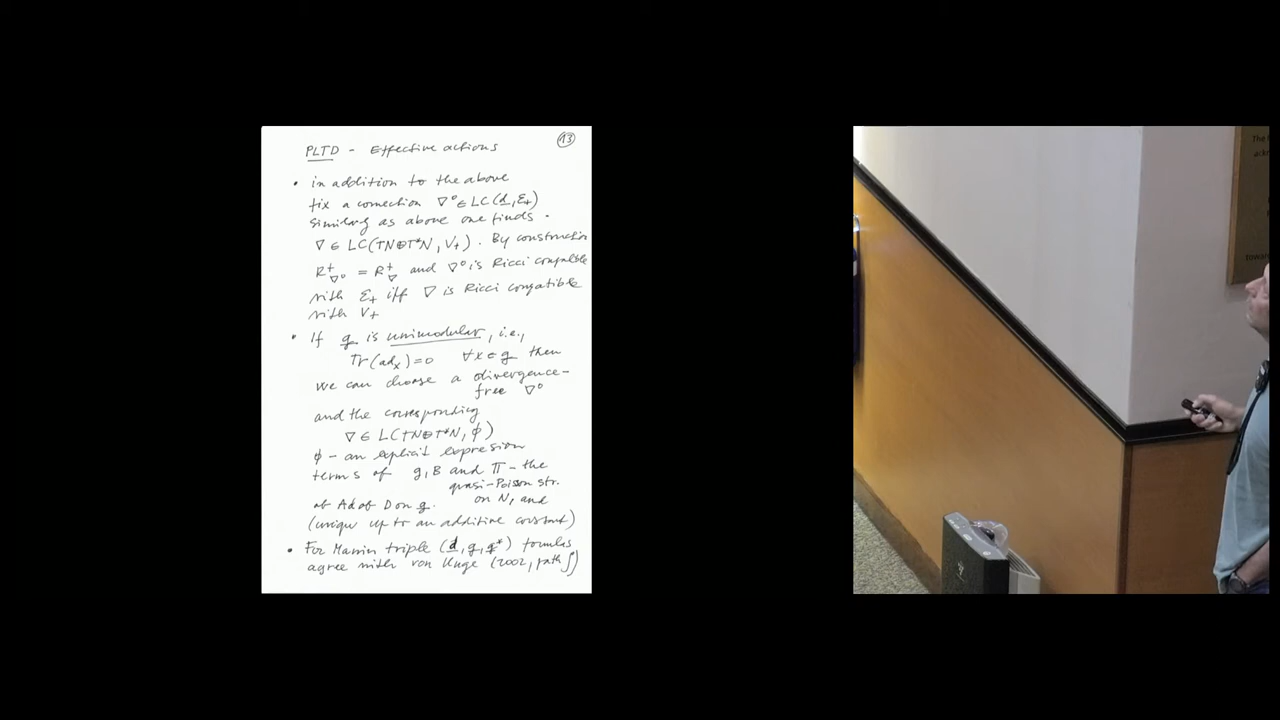 PLTD - Effective actions
13
• in addition to the above
fix a connection ∇⁰ ∈ LC(d, ε₊)
similarly as above one finds.
∇ ∈ LC(TN⊕T*N, V₊). By construction
R⁺_∇⁰ = R⁺_∇ and ∇⁰ is Ricci compatible
with ε₊ iff ∇ is Ricci compatible
with V₊
• If g is unimodular, i.e.,
Tr(ad_x) = 0 ∀x ∈ g then
we can choose a divergence-
free ∇⁰
and the corresponding
∇ ∈ LC(TN⊕T*N, φ)
φ - an explicit expression
terms of g, B and Π - the
quasi-Poisson str.
on N, and
of Ad of D on g.
(unique up to an additive constant)
• For Manin triple (d, g, g*) formulas
agree with von Unge (2002, path ∫)
The
ackn
towar